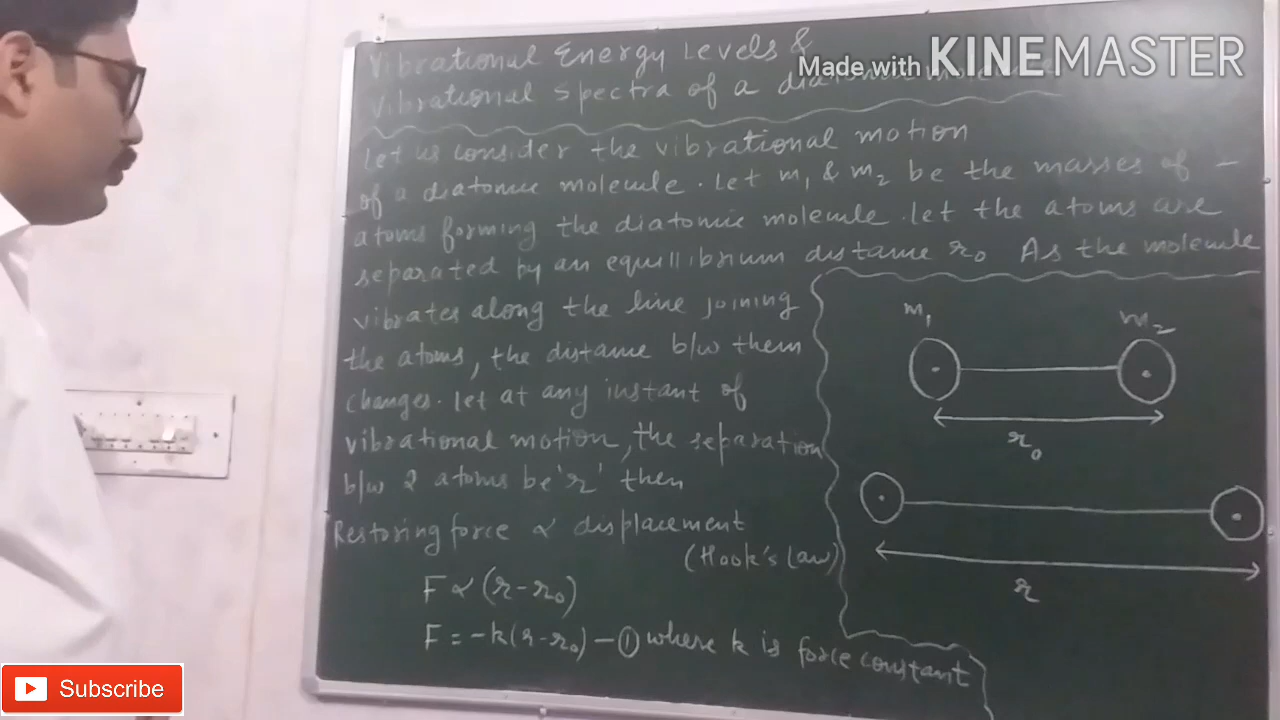 Vibrational Energy Levels &
Made with KINEMASTER
Vibrational Spectra of a
Let us consider the vibrational motion
of a diatomic molecule. Let m₁ & m₂ be the masses of -
atoms forming the diatomic molecule. Let the atoms are
separated by an equillibrium distance r₀ As the molecule
vibrates along the line joining
the atoms, the distance b/w them
changes. Let at any instant of
vibrational motion, the separation
b/w 2 atoms be 'r' then
Restoring force ∝ displacement
(Hook's Law)
F ∝ (r-r₀)
F = -k(r-r₀) - ① where k is force constant
m₁ m₂
r₀
r
Subscribe